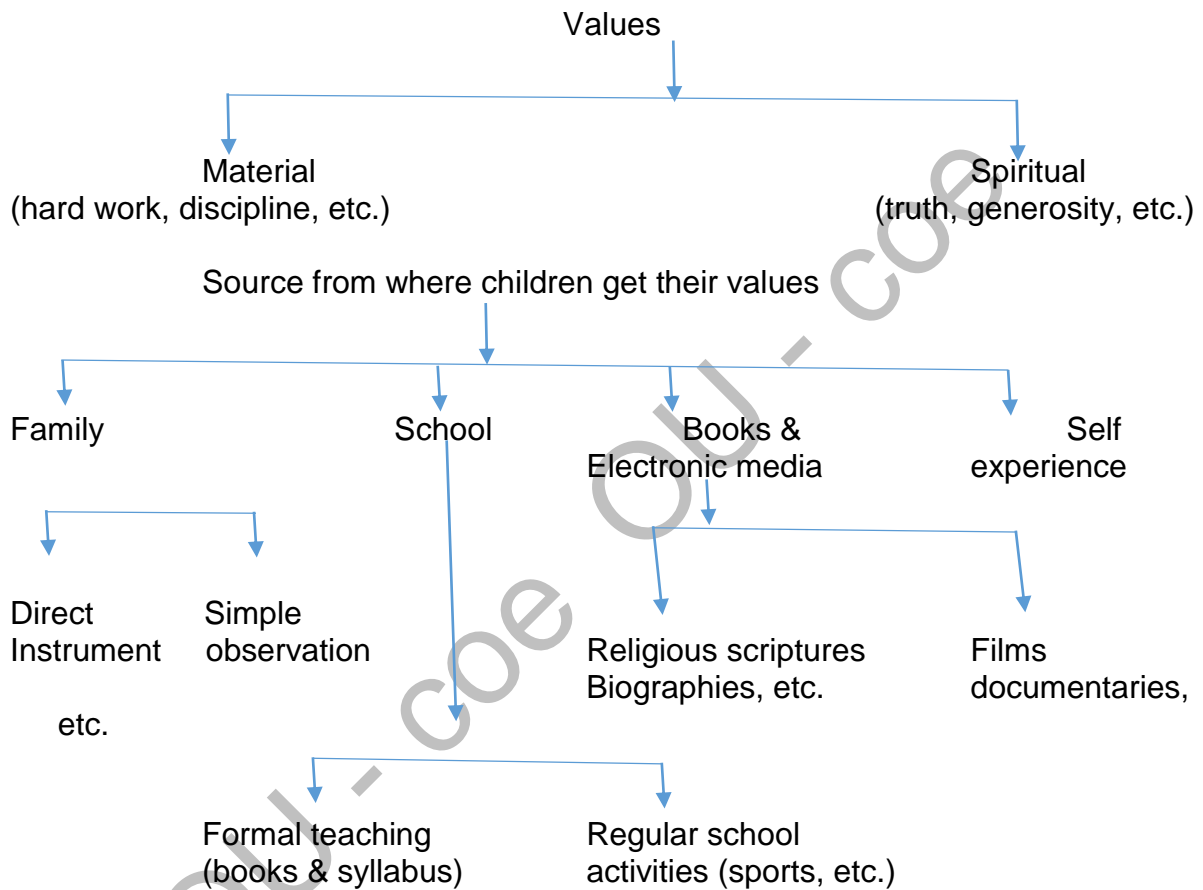 Values
Material Spiritual
(hard work, discipline, etc.) (truth, generosity, etc.)
Source from where children get their values
Family School Books & Self
Electronic media experience
Direct Simple
Instrument observation Religious scriptures Films
Biographies, etc. documentaries,
etc.
Formal teaching Regular school
(books & syllabus) activities (sports, etc.)
OU - coe OU - coe